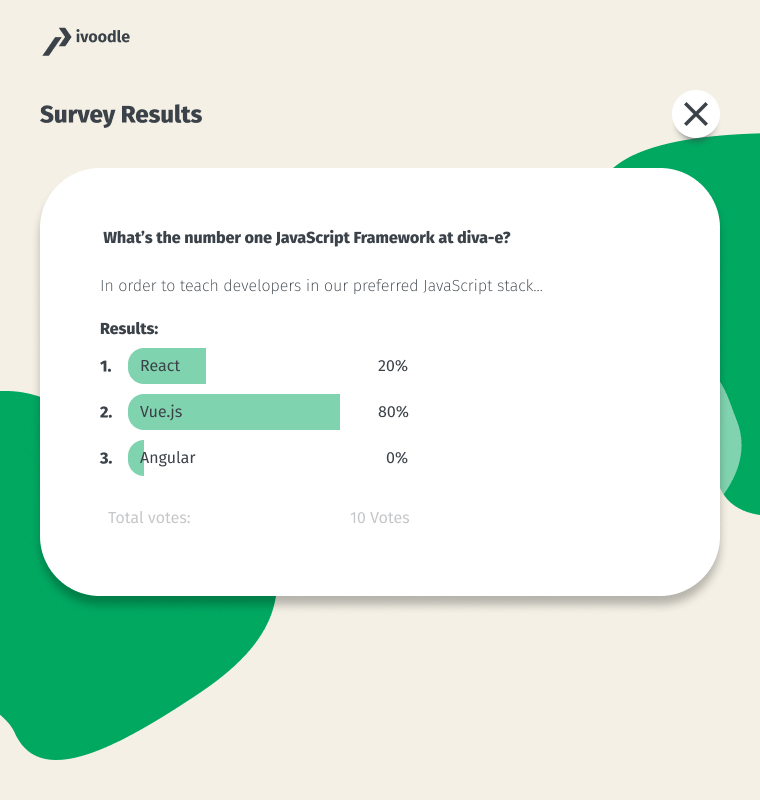 ivoodle
Survey Results
What's the number one JavaScript Framework at diva-e?
In order to teach developers in our preferred JavaScript stack...
Results:
1. React 20%
2. Vue.js 80%
3. Angular 0%
Total votes: 10 Votes